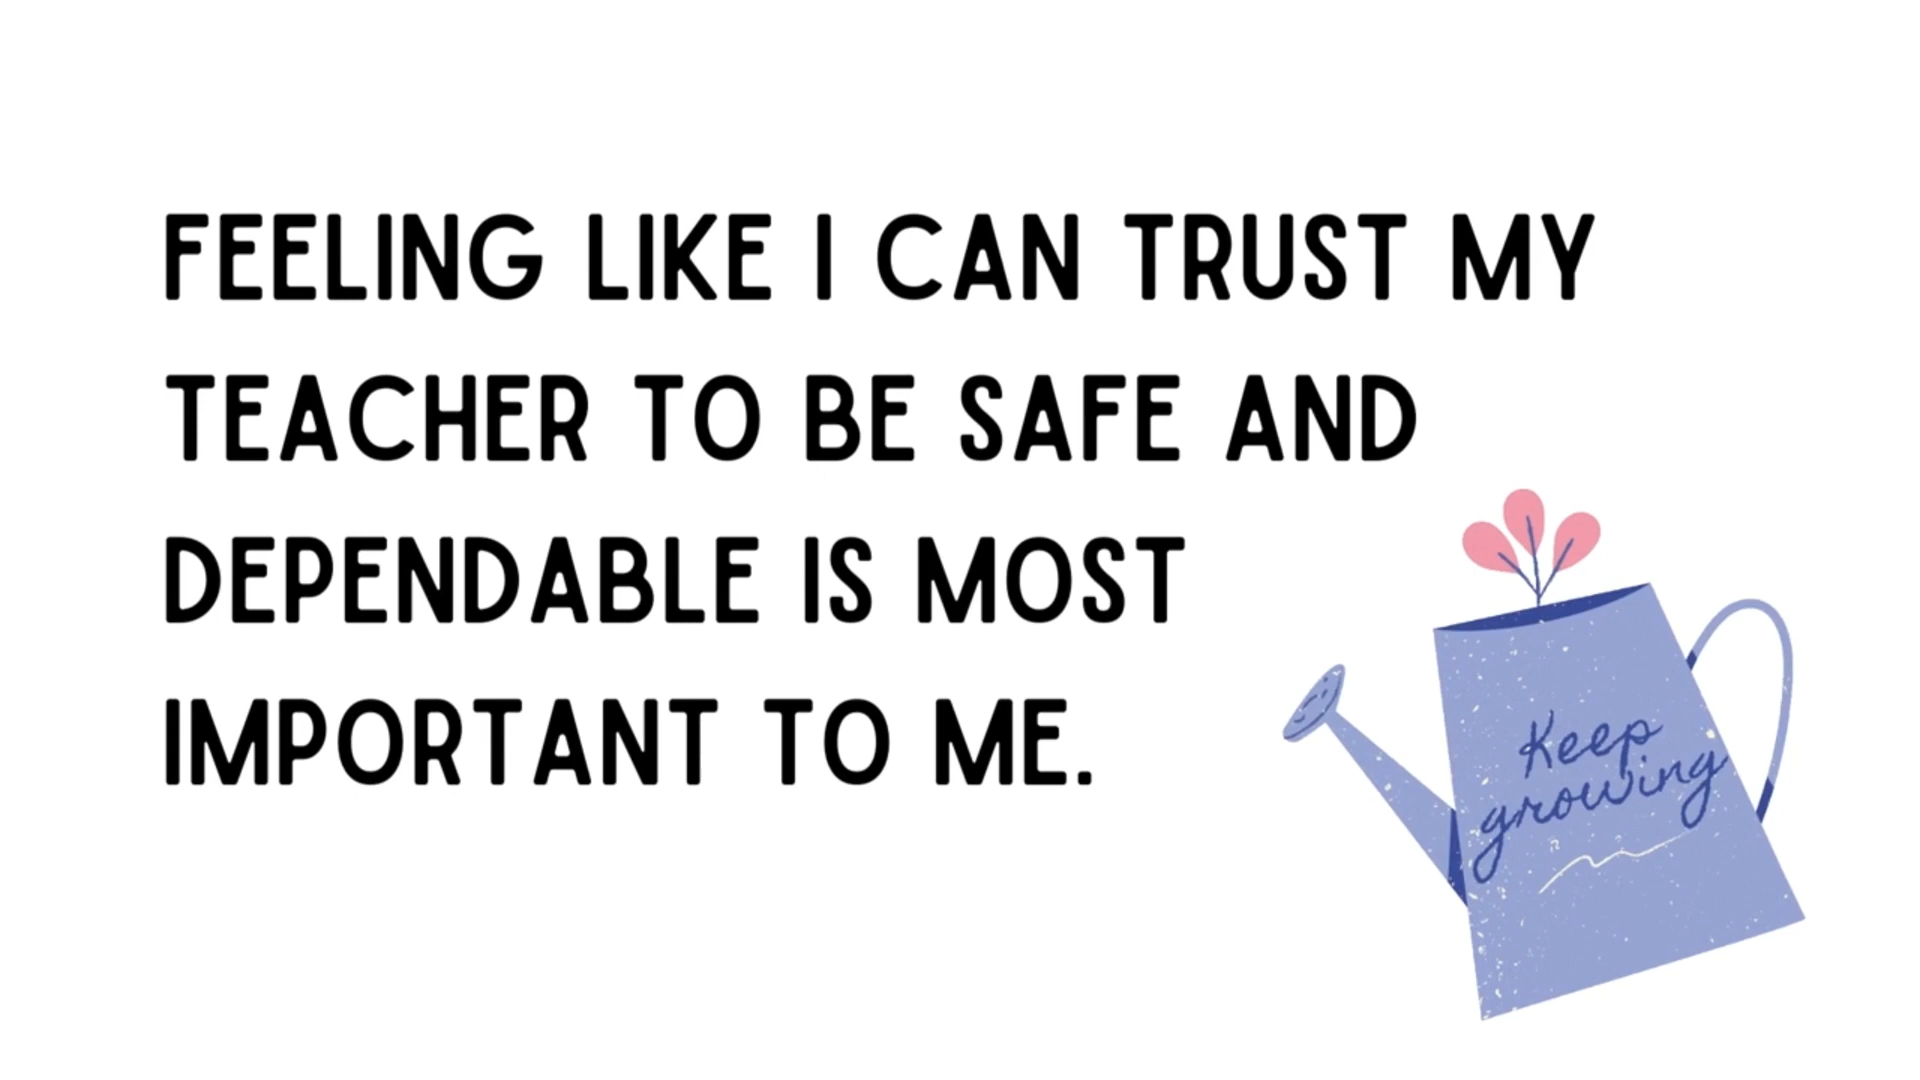 FEELING LIKE I CAN TRUST MY
TEACHER TO BE SAFE AND
DEPENDABLE IS MOST
IMPORTANT TO ME.
Keep
growing